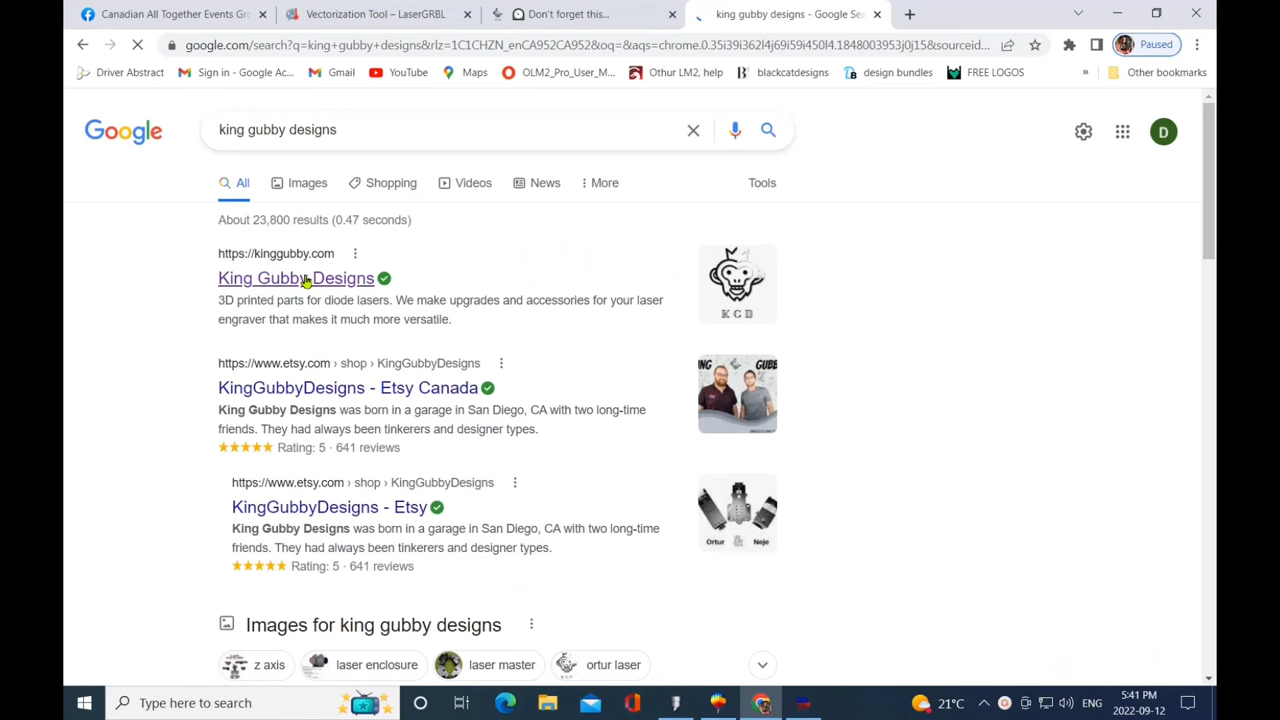 Canadian All Together Events Gr
Vectorization Tool – LaserGRBL
Don't forget this...
king gubby designs - Google Sea
google.com/search?q=king+gubby+designs&rlz=1C1CHZN_enCA952CA952&oq=&aqs=chrome.0.35i39i362l4j69i59i450l4.1848003953j0j15&sourceid...
Paused
Driver Abstract
Sign in - Google Ac...
Gmail
YouTube
Maps
OLM2_Pro_User_M...
Othur LM2, help
blackcatdesigns
design bundles
FREE LOGOS
»
Other bookmarks
Google
king gubby designs
D
All
Images
Shopping
Videos
News
More
Tools
About 23,800 results (0.47 seconds)
https://kinggubby.com
King Gubby Designs
3D printed parts for diode lasers. We make upgrades and accessories for your laser
engraver that makes it much more versatile.
K G D
https://www.etsy.com › shop › KingGubbyDesigns
KingGubbyDesigns - Etsy Canada
King Gubby Designs was born in a garage in San Diego, CA with two long-time
friends. They had always been tinkerers and designer types.
Rating: 5 · 641 reviews
https://www.etsy.com › shop › KingGubbyDesigns
KingGubbyDesigns - Etsy
King Gubby Designs was born in a garage in San Diego, CA with two long-time
friends. They had always been tinkerers and designer types.
Rating: 5 · 641 reviews
Ortur & Neje
Images for king gubby designs
z axis
laser enclosure
laser master
ortur laser
Type here to search
21°C
ENG
5:41 PM
2022-09-12